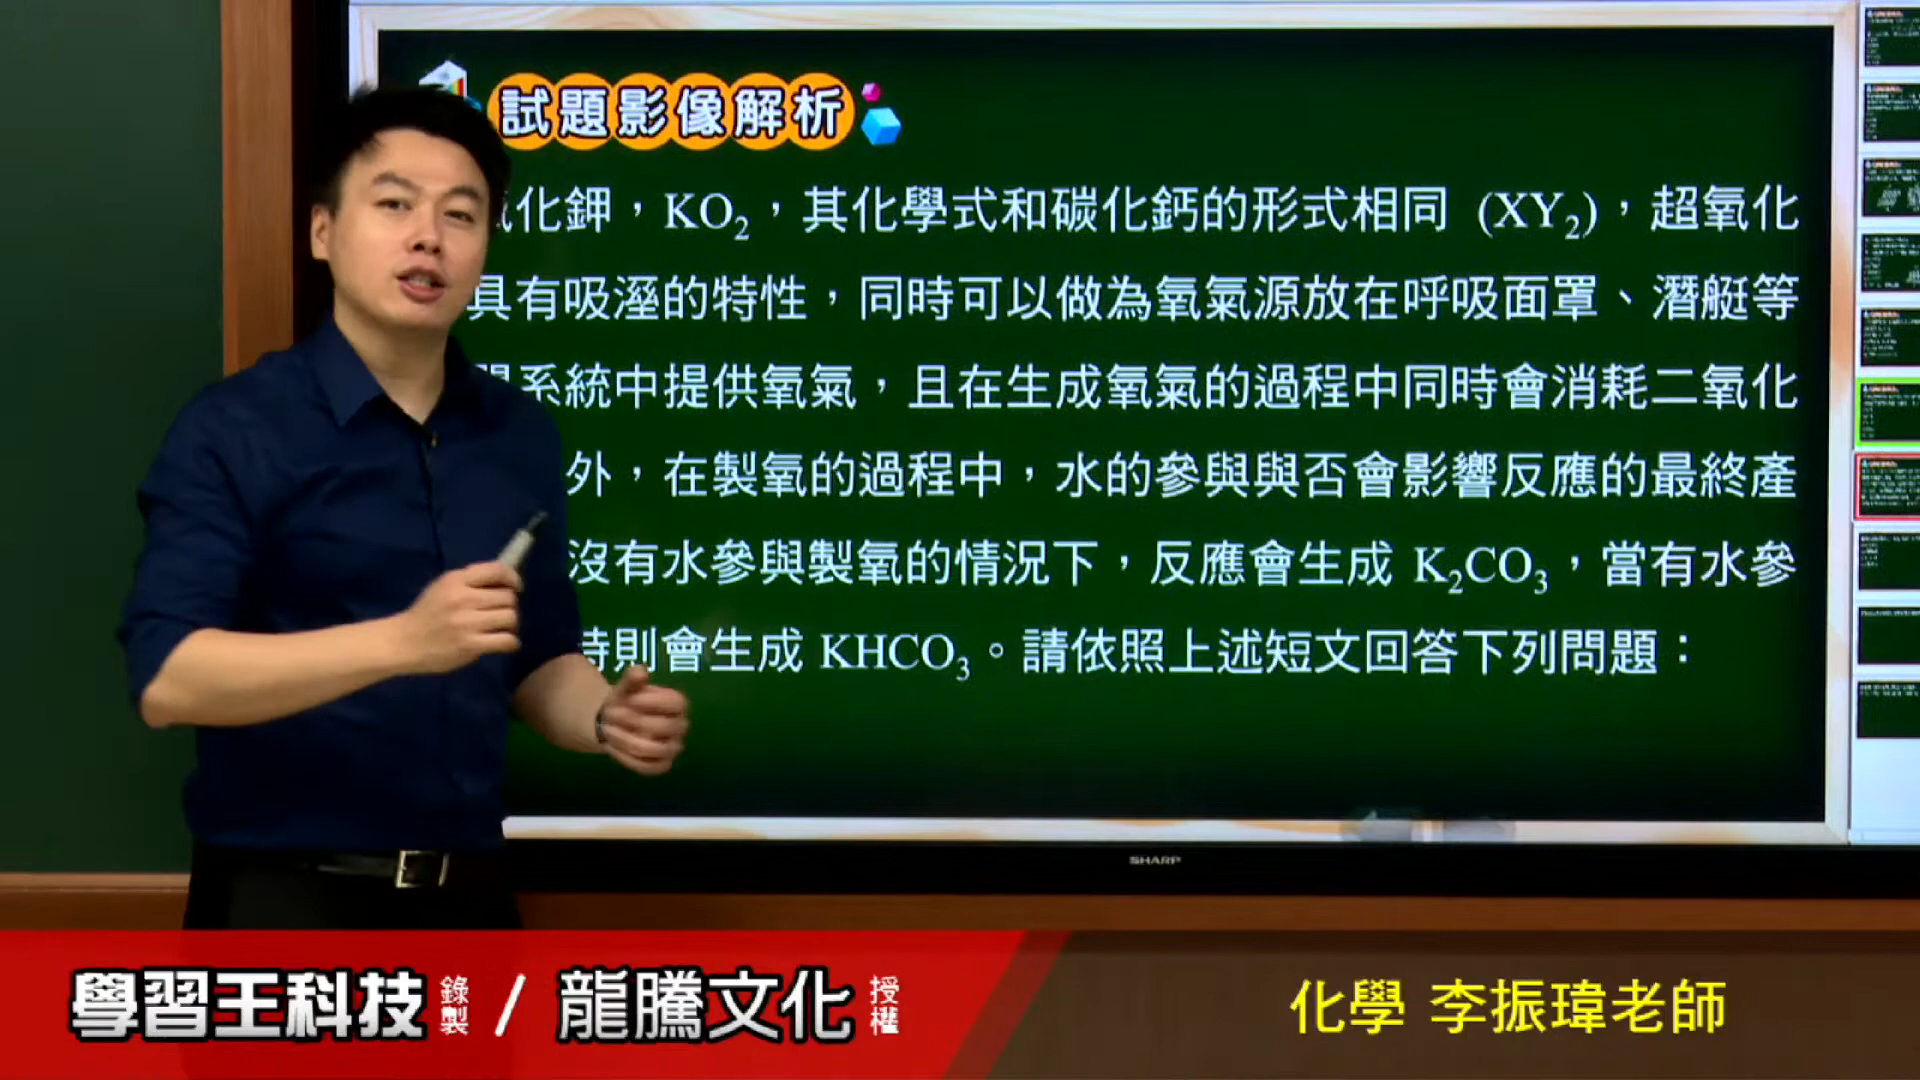 試題影像解析
氧化鉀，KO₂，其化學式和碳化鈣的形式相同 (XY₂)，超氧化
具有吸溼的特性，同時可以做為氧氣源放在呼吸面罩、潛艇等
系統中提供氧氣，且在生成氧氣的過程中同時會消耗二氧化
外，在製氧的過程中，水的參與與否會影響反應的最終產
沒有水參與製氧的情況下，反應會生成 K₂CO₃，當有水參
時則會生成 KHCO₃。請依照上述短文回答下列問題：
SHARP
學習王科技 錄製 / 龍騰文化 授權
化學 李振瑋老師